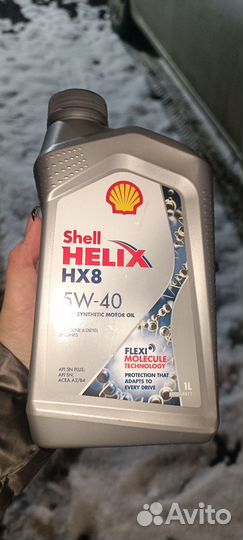 Shell
HELIX
HX8
5W-40
SYNTHETIC MOTOR OIL
ENGINES
API SN PLUS;
API SN;
ACEA A3/B4
FLEXI
MOLECULE
TECHNOLOGY
PROTECTION THAT
ADAPTS TO
EVERY DRIVE
1L
Avito